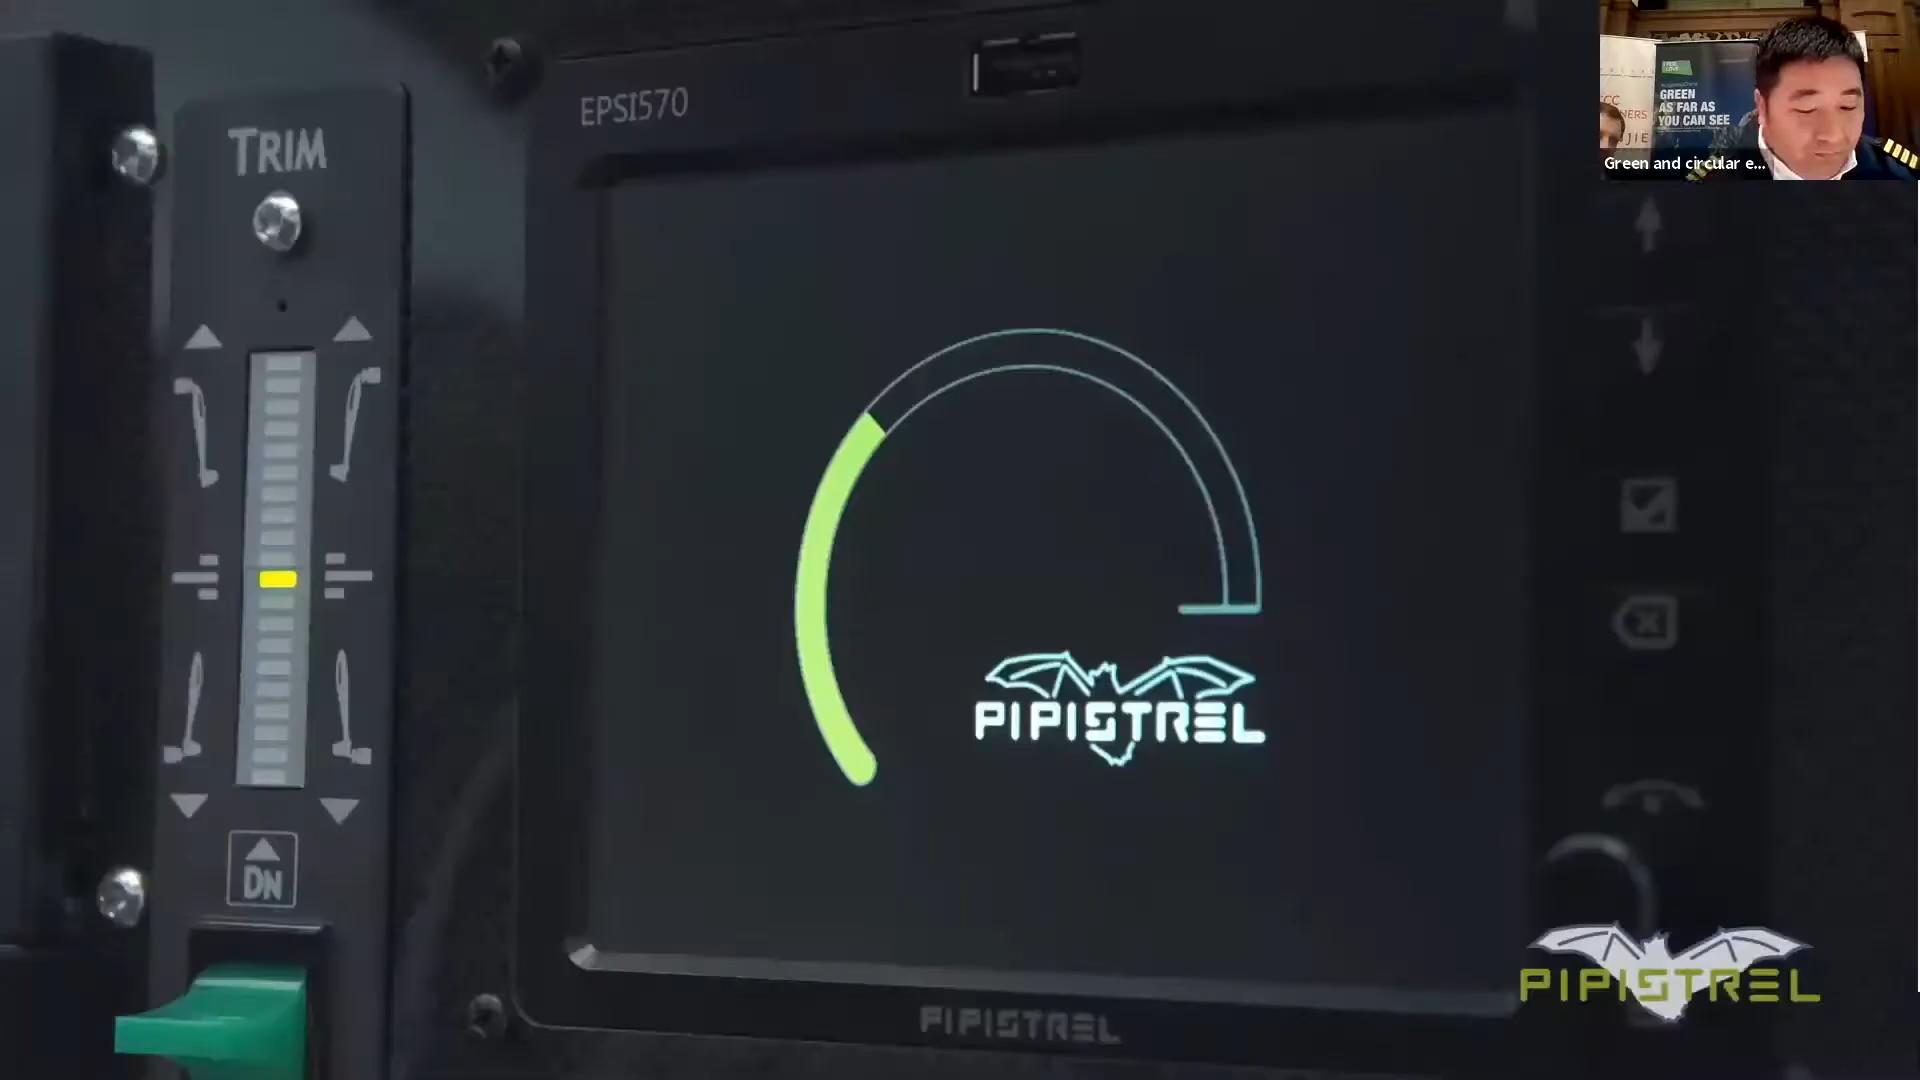 EPSI570
TRIM
DN
PIPISTREL
PIPISTREL
PIPISTREL
GREEN
AS FAR AS
YOU CAN SEE
Green and circular e...